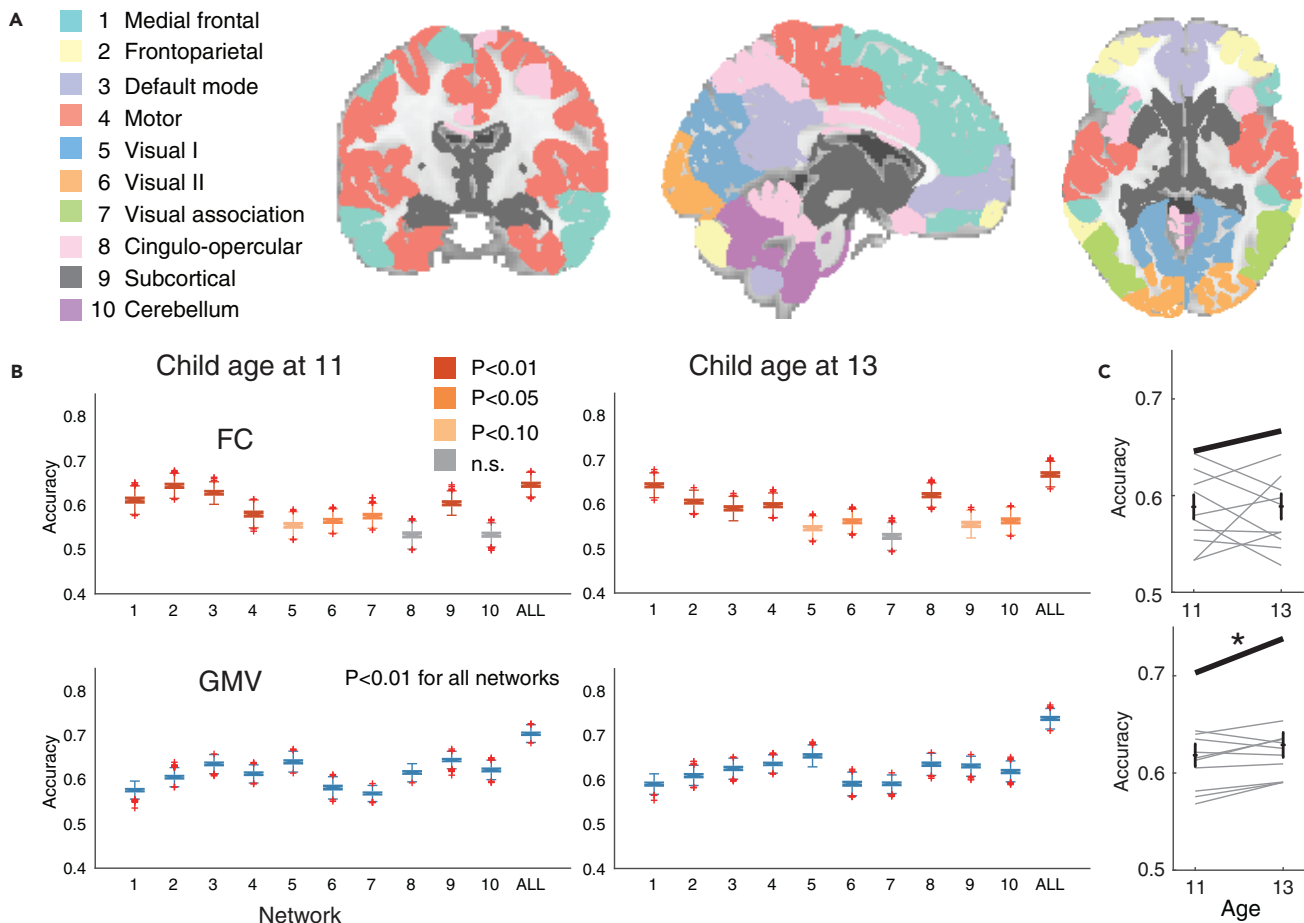 A
1 Medial frontal
2 Frontoparietal
3 Default mode
4 Motor
5 Visual I
6 Visual II
7 Visual association
8 Cingulo-opercular
9 Subcortical
10 Cerebellum
B
Child age at 11
P<0.01
P<0.05
P<0.10
n.s.
FC
Accuracy
0.8
0.7
0.6
0.5
0.4
1 2 3 4 5 6 7 8 9 10 ALL
Child age at 13
0.8
0.7
0.6
0.5
0.4
1 2 3 4 5 6 7 8 9 10 ALL
C
Accuracy
0.7
0.6
0.5
11 13
GMV
P<0.01 for all networks
Accuracy
0.8
0.7
0.6
0.5
0.4
1 2 3 4 5 6 7 8 9 10 ALL
Network
0.8
0.7
0.6
0.5
0.4
1 2 3 4 5 6 7 8 9 10 ALL
*
Accuracy
0.7
0.6
0.5
11 13
Age